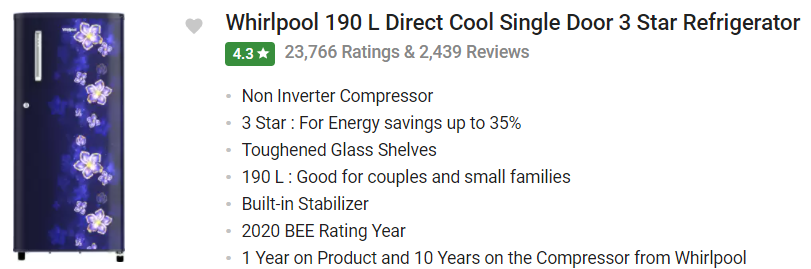 Whirlpool
Whirlpool 190 L Direct Cool Single Door 3 Star Refrigerator
4.3★ 23,766 Ratings & 2,439 Reviews
Non Inverter Compressor
3 Star : For Energy savings up to 35%
Toughened Glass Shelves
190 L : Good for couples and small families
Built-in Stabilizer
2020 BEE Rating Year
1 Year on Product and 10 Years on the Compressor from Whirlpool